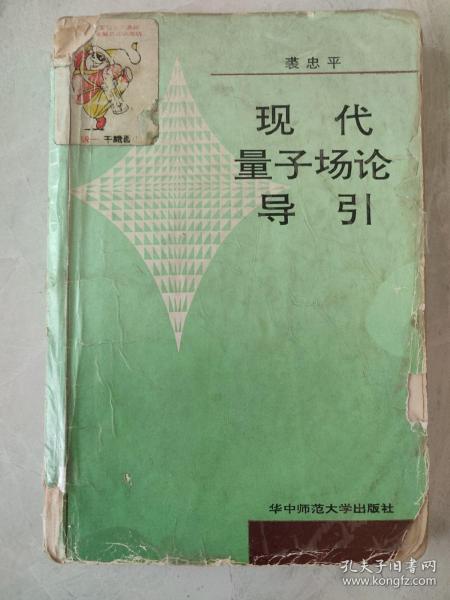 裘忠平
现代
量子场论
导引
华中师范大学出版社
孔夫子旧书网
www.kongfz.com